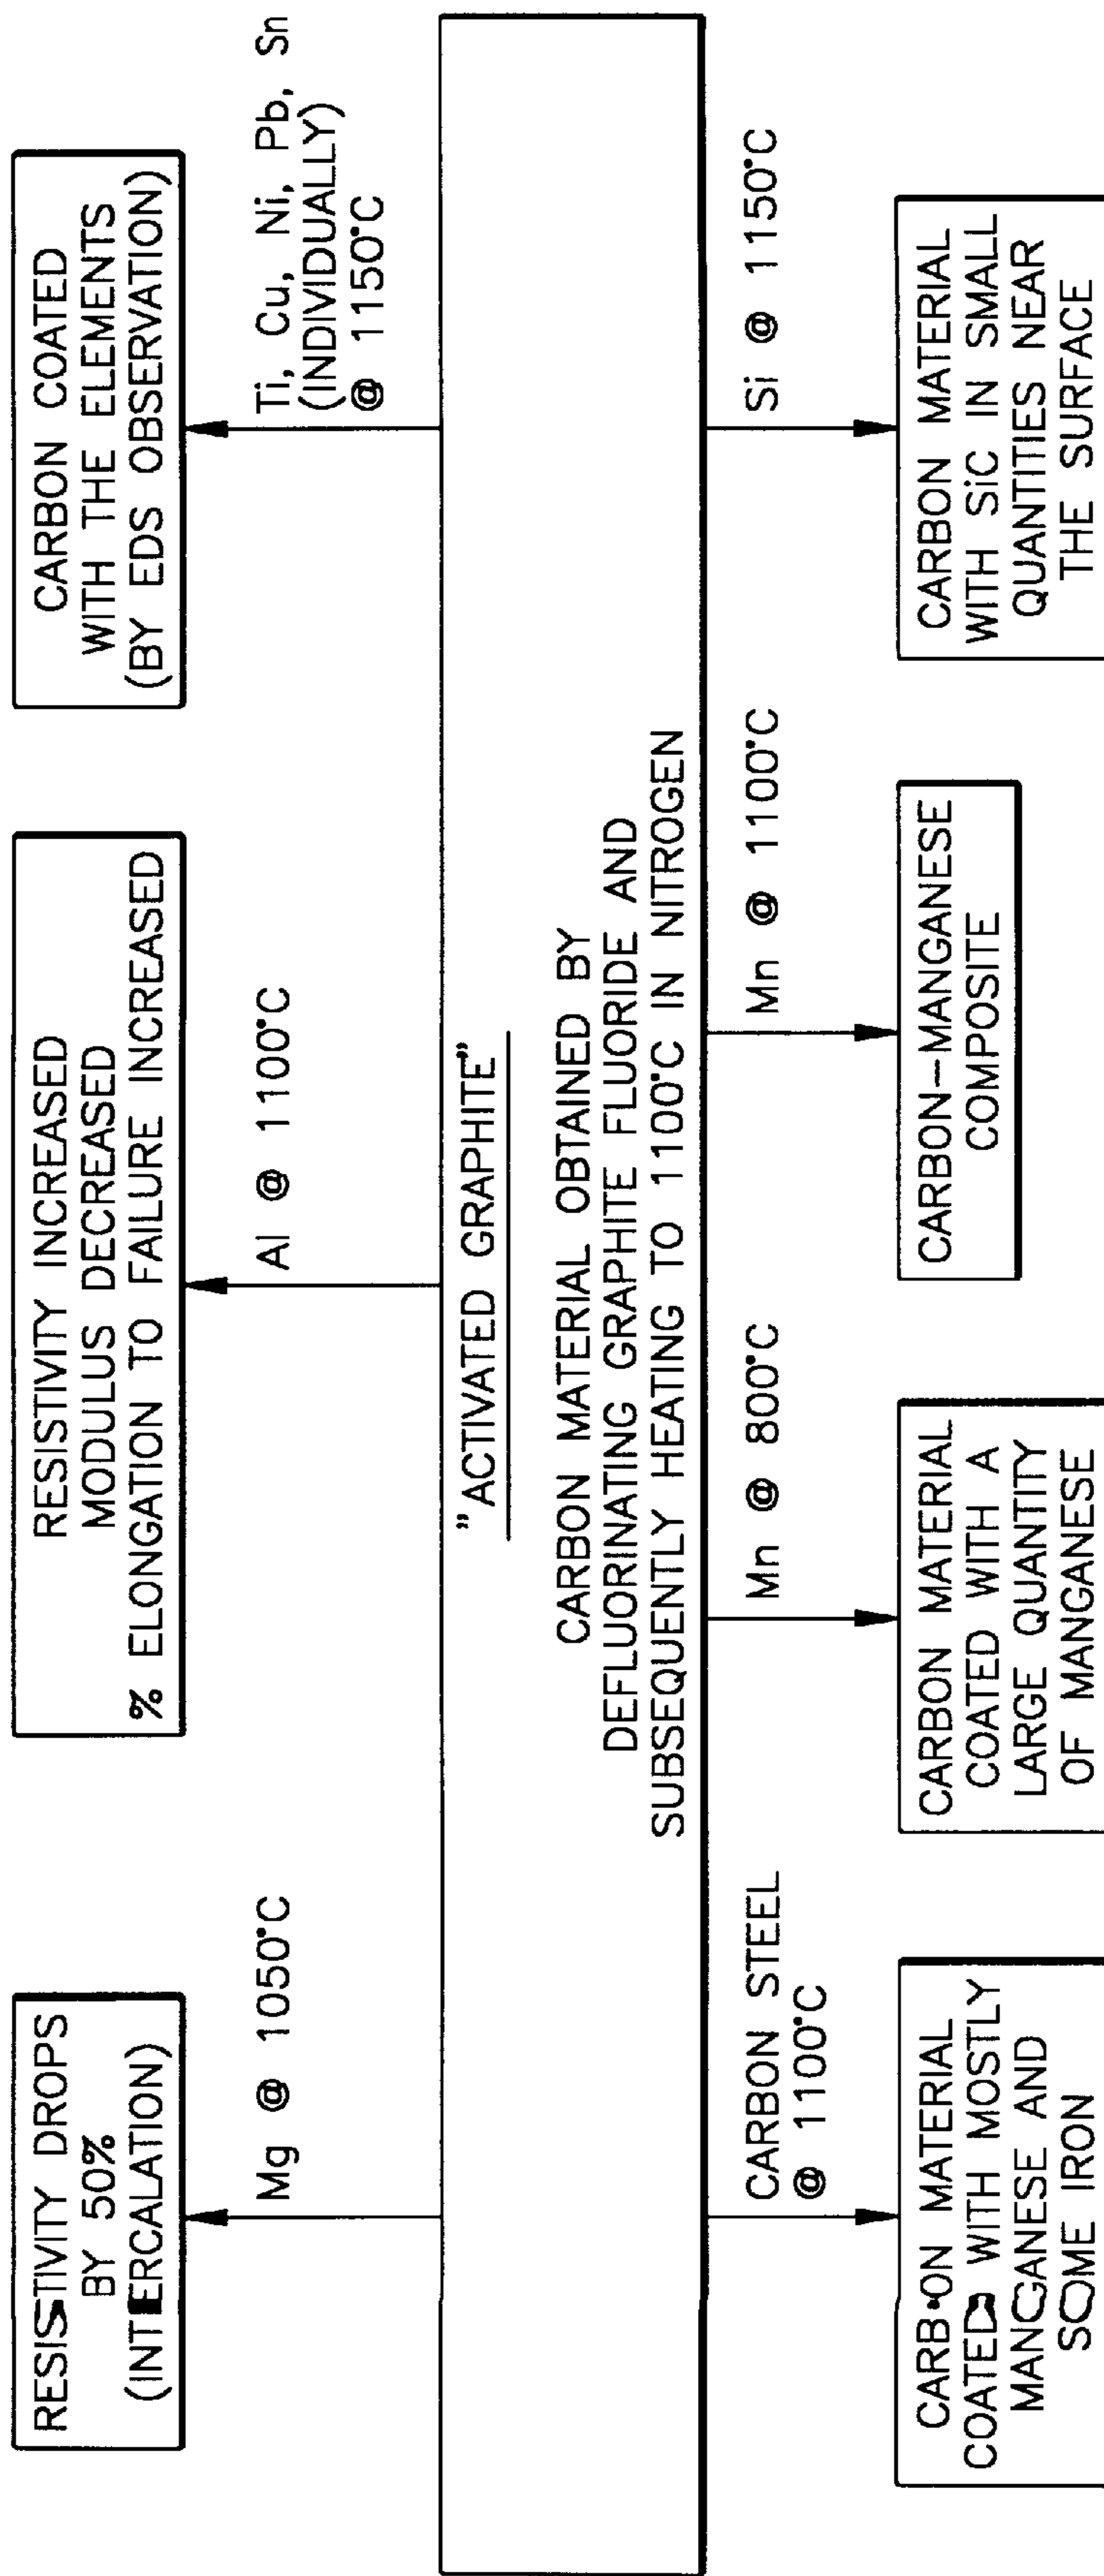 RESISTIVITY DROPS
BY 50%
(INTERCALATION)
Mg @ 1050°C
RESISTIVITY INCREASED
MODULUS DECREASED
% ELONGATION TO FAILURE INCREASED
Al @ 1100°C
CARBON COATED
WITH THE ELEMENTS
(BY EDS OBSERVATION)
Ti, Cu, Ni, Pb, Sn
(INDIVIDUALLY)
@ 1150°C
"ACTIVATED GRAPHITE"
CARBON MATERIAL OBTAINED BY
DEFLUORINATING GRAPHITE FLUORIDE AND
SUBSEQUENTLY HEATING TO 1100°C IN NITROGEN
CARBON STEEL
@ 1100°C
CARBON MATERIAL
COATED WITH MOSTLY
MANGANESE AND
SOME IRON
Mn @ 800°C
CARBON MATERIAL
COATED WITH A
LARGE QUANTITY
OF MANGANESE
Mn @ 1100°C
CARBON-MANGANESE
COMPOSITE
Si @ 1150°C
CARBON MATERIAL
WITH SiC IN SMALL
QUANTITIES NEAR
THE SURFACE